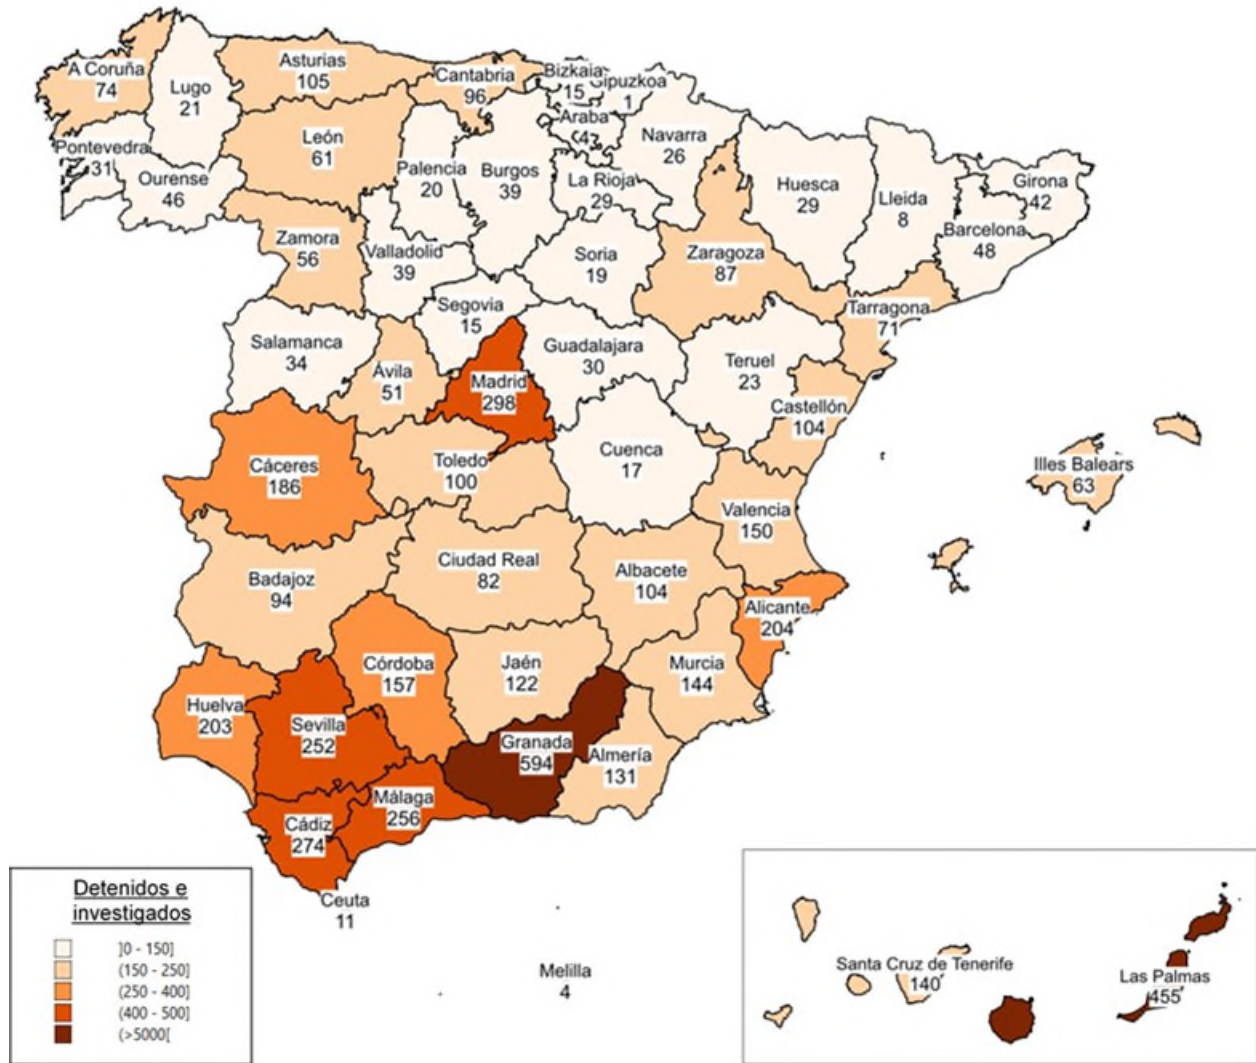 A Coruña
74
Lugo
21
Asturias
105
Cantabria
96
Bizkaia
15
Gipuzkoa
1
Araba
4
Navarra
26
Pontevedra
31
Ourense
46
León
61
Palencia
20
Burgos
39
La Rioja
29
Huesca
29
Lleida
8
Girona
42
Barcelona
48
Zamora
56
Valladolid
39
Soria
19
Zaragoza
87
Tarragona
71
Salamanca
34
Segovia
15
Ávila
51
Madrid
298
Guadalajara
30
Teruel
23
Castellón
104
Cáceres
186
Toledo
100
Cuenca
17
Valencia
150
Illes Balears
63
Badajoz
94
Ciudad Real
82
Albacete
104
Alicante
204
Huelva
203
Sevilla
252
Córdoba
157
Jaén
122
Murcia
144
Granada
594
Almería
131
Cádiz
274
Málaga
256
Ceuta
11
Melilla
4
Santa Cruz de Tenerife
140
Las Palmas
455
Detenidos e
investigados
]0 - 150]
(150 - 250]
(250 - 400]
(400 - 500]
(>5000[